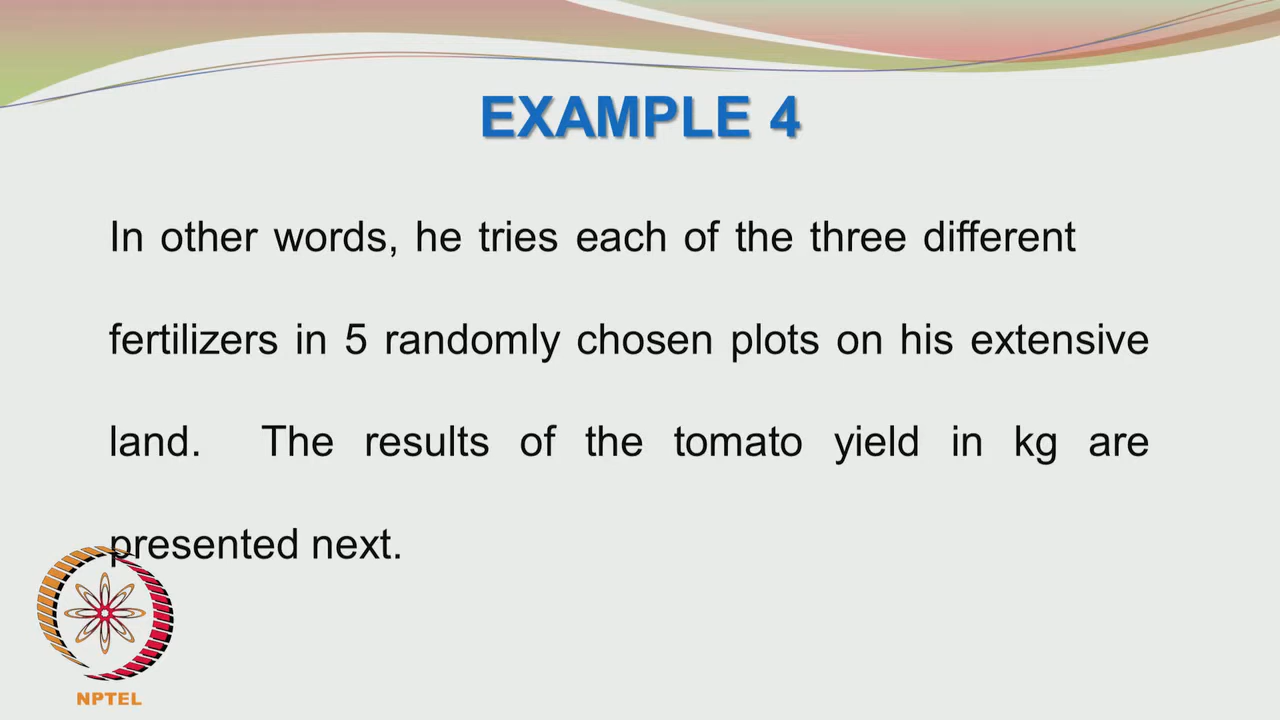 EXAMPLE 4
In other words, he tries each of the three different
fertilizers in 5 randomly chosen plots on his extensive
land. The results of the tomato yield in kg are
presented next.
NPTEL